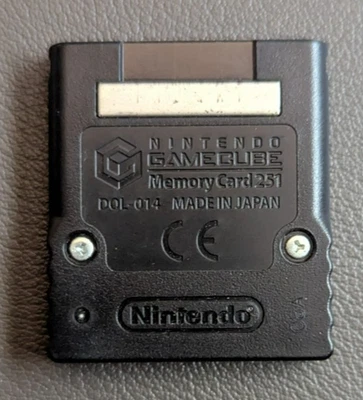 NINTENDO
GAMECUBE
Memory Card 251
DOL-014 MADE IN JAPAN
CE
Nintendo